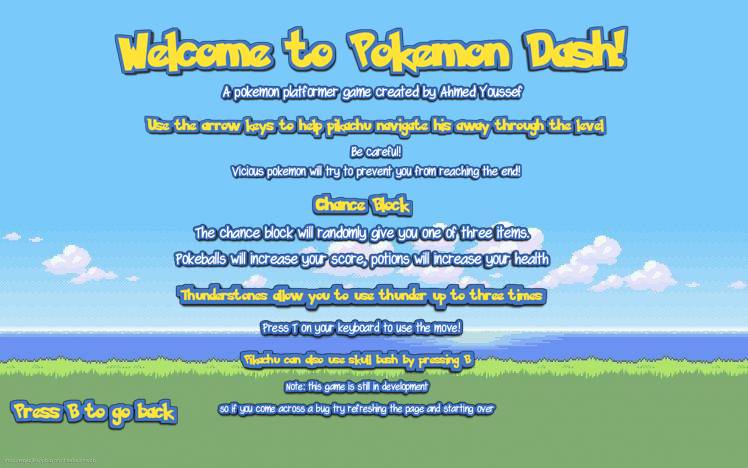 Welcome to Pokemon Dash!
A pokemon platformer game created by Ahmed Youssef
Use the arrow keys to help pikachu navigate his away through the level
Be careful!
Vicious pokemon will try to prevent you from reaching the end!
Chance Block
The chance block will randomly give you one of three items.
Pokeballs will increase your score, potions will increase your health
Thunderstones allow you to use thunder up to three times
Press T on your keyboard to use the move!
Pikachu can also use skull bash by pressing B
Note: this game is still in development
so if you come across a bug try refreshing the page and starting over
Press B to go back